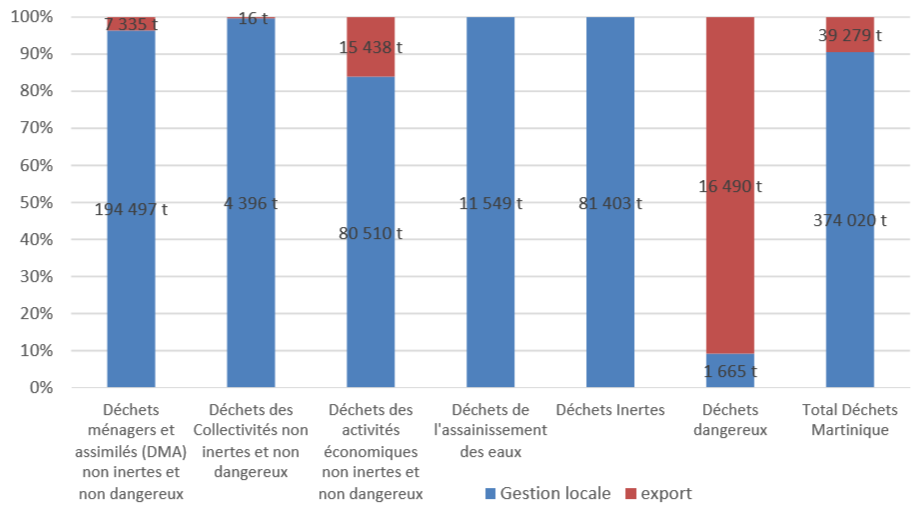 100%
90%
80%
70%
60%
50%
40%
30%
20%
10%
0%
7 335 t
16 t
15 438 t
39 279 t
194 497 t
4 396 t
80 510 t
11 549 t
81 403 t
16 490 t
374 020 t
1 665 t
Déchets
ménagers et
assimilés (DMA)
non inertes et
non dangereux
Déchets des
Collectivités non
inertes et non
dangereux
Déchets des
activités
économiques
non inertes et
non dangereux
Déchets de
l'assainissement
des eaux
Déchets Inertes
Déchets
dangereux
Total Déchets
Martinique
Gestion locale
export